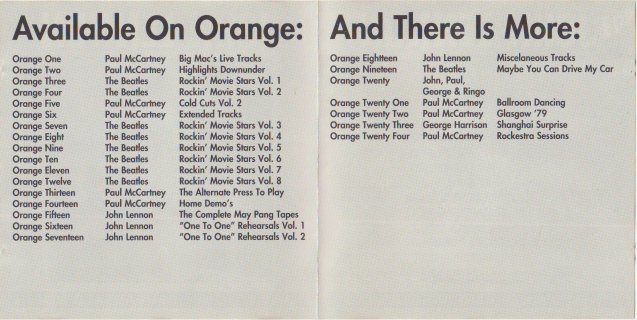 Available On Orange:
Orange One Paul McCartney Big Mac's Live Tracks
Orange Two Paul McCartney Highlights Downunder
Orange Three The Beatles Rockin' Movie Stars Vol. 1
Orange Four The Beatles Rockin' Movie Stars Vol. 2
Orange Five Paul McCartney Cold Cuts Vol. 2
Orange Six Paul McCartney Extended Tracks
Orange Seven The Beatles Rockin' Movie Stars Vol. 3
Orange Eight The Beatles Rockin' Movie Stars Vol. 4
Orange Nine The Beatles Rockin' Movie Stars Vol. 5
Orange Ten The Beatles Rockin' Movie Stars Vol. 6
Orange Eleven The Beatles Rockin' Movie Stars Vol. 7
Orange Twelve The Beatles Rockin' Movie Stars Vol. 8
Orange Thirteen Paul McCartney The Alternate Press To Play
Orange Fourteen Paul McCartney Home Demo's
Orange Fifteen John Lennon The Complete May Pang Tapes
Orange Sixteen John Lennon "One To One" Rehearsals Vol. 1
Orange Seventeen John Lennon "One To One" Rehearsals Vol. 2
And There Is More:
Orange Eightteen John Lennon Miscelaneous Tracks
Orange Nineteen The Beatles Maybe You Can Drive My Car
Orange Twenty John, Paul,
George & Ringo
Orange Twenty One Paul McCartney Ballroom Dancing
Orange Twenty Two Paul McCartney Glasgow '79
Orange Twenty Three George Harrison Shanghai Surprise
Orange Twenty Four Paul McCartney Rockestra Sessions